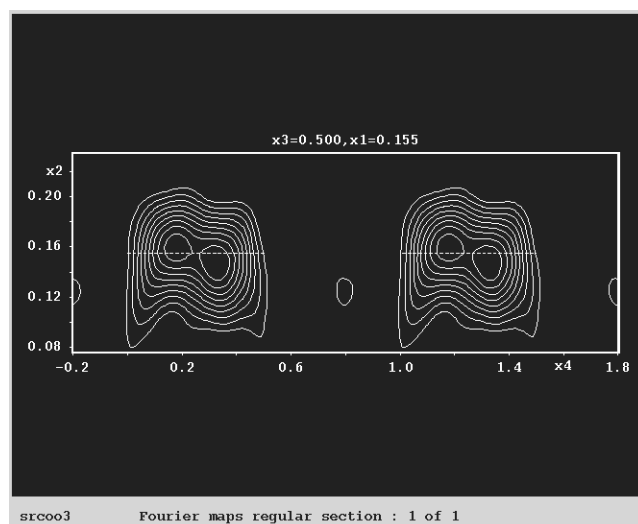 x3=0.500,x1=0.155
x2
0.20
0.16
0.12
0.08
-0.2 0.2 0.6 1.0 1.4 x4 1.8
srcoo3 Fourier maps regular section : 1 of 1